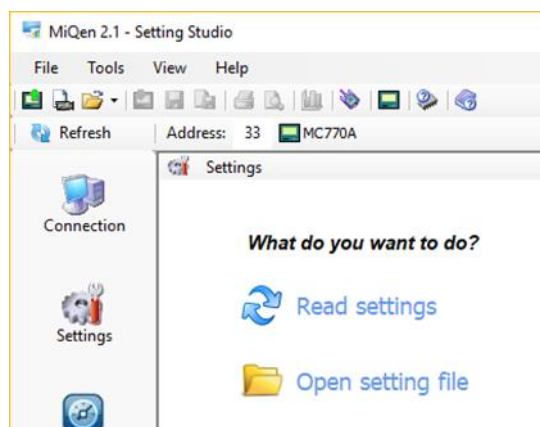 MiQen 2.1 - Setting Studio
File Tools View Help
Refresh Address: 33 MC770A
Settings
Connection
What do you want to do?
Read settings
Settings
Open setting file